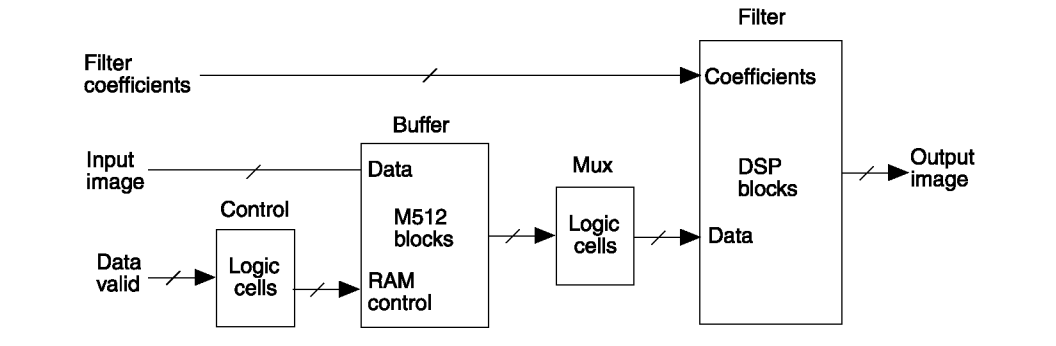 Filter
Filter
coefficients
Coefficients
Buffer
Input
image
Data
Mux
DSP
blocks
Output
image
Control
M512
blocks
Logic
cells
Data
Data
valid
Logic
cells
RAM
control